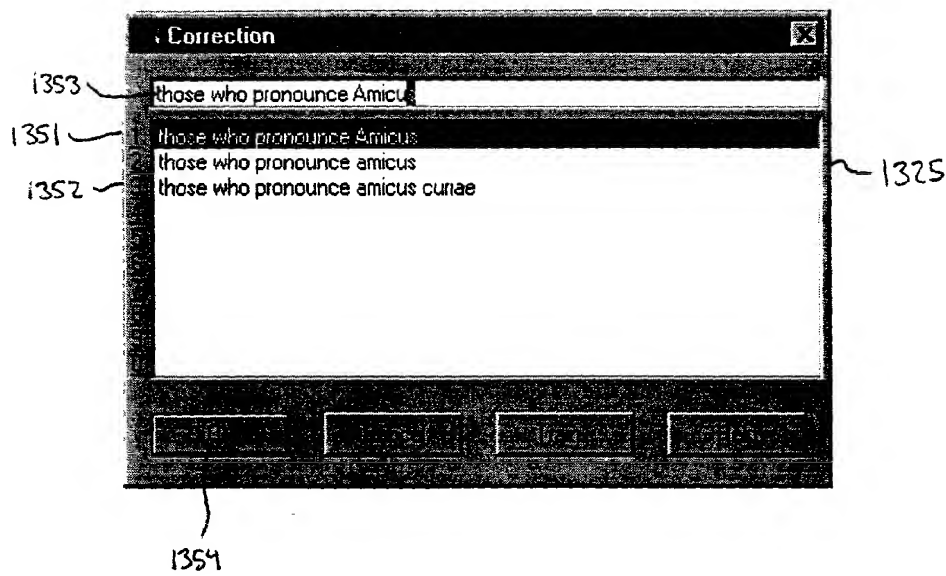 Correction
1353 those who pronounce Amicus
1351 those who pronounce Amicus
those who pronounce amicus
1352 those who pronounce amicus curiae
1325
1354